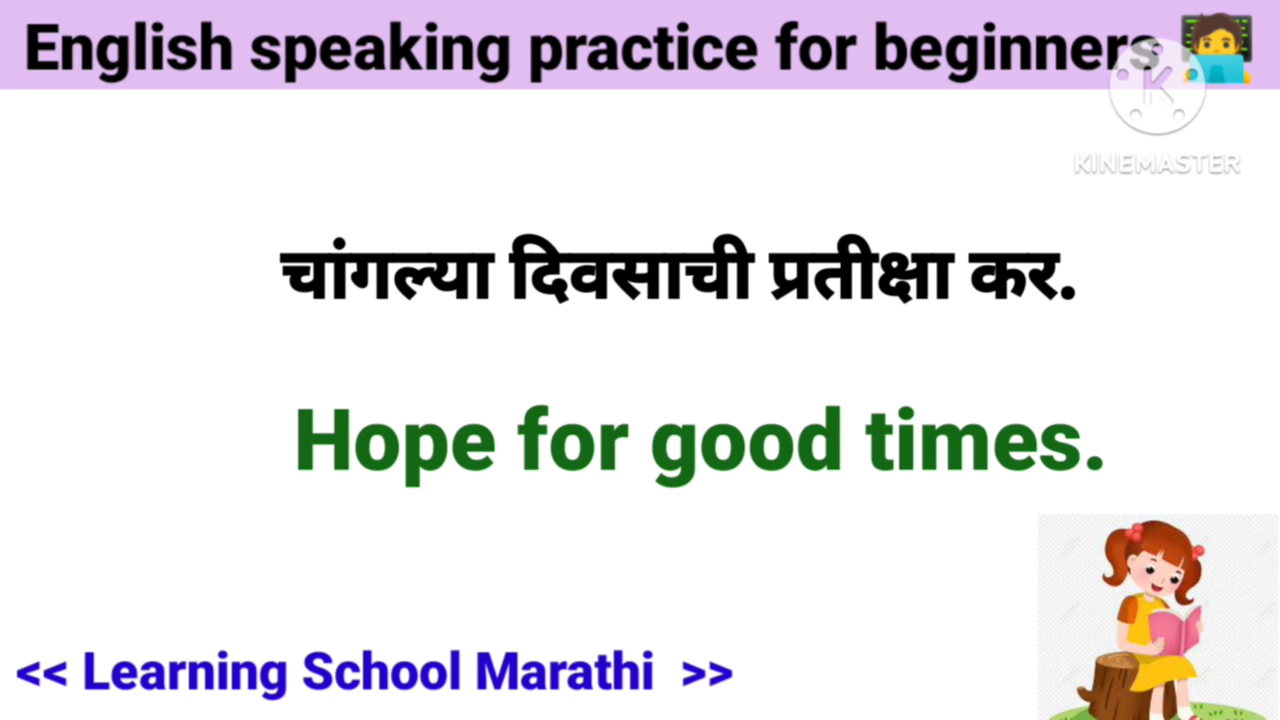 English speaking practice for beginners
KINEMASTER
चांगल्या दिवसाची प्रतीक्षा कर.
Hope for good times.
<< Learning School Marathi >>